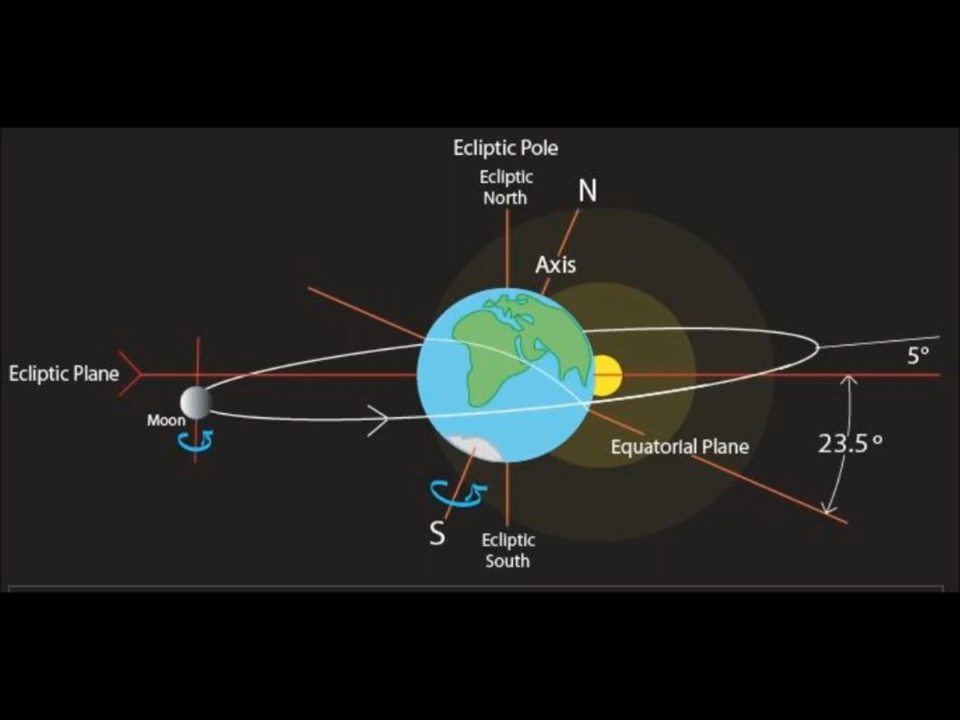 Ecliptic Pole
Ecliptic
North
N
Axis
5°
Ecliptic Plane
Moon
Equatorial Plane
23.5°
S
Ecliptic
South